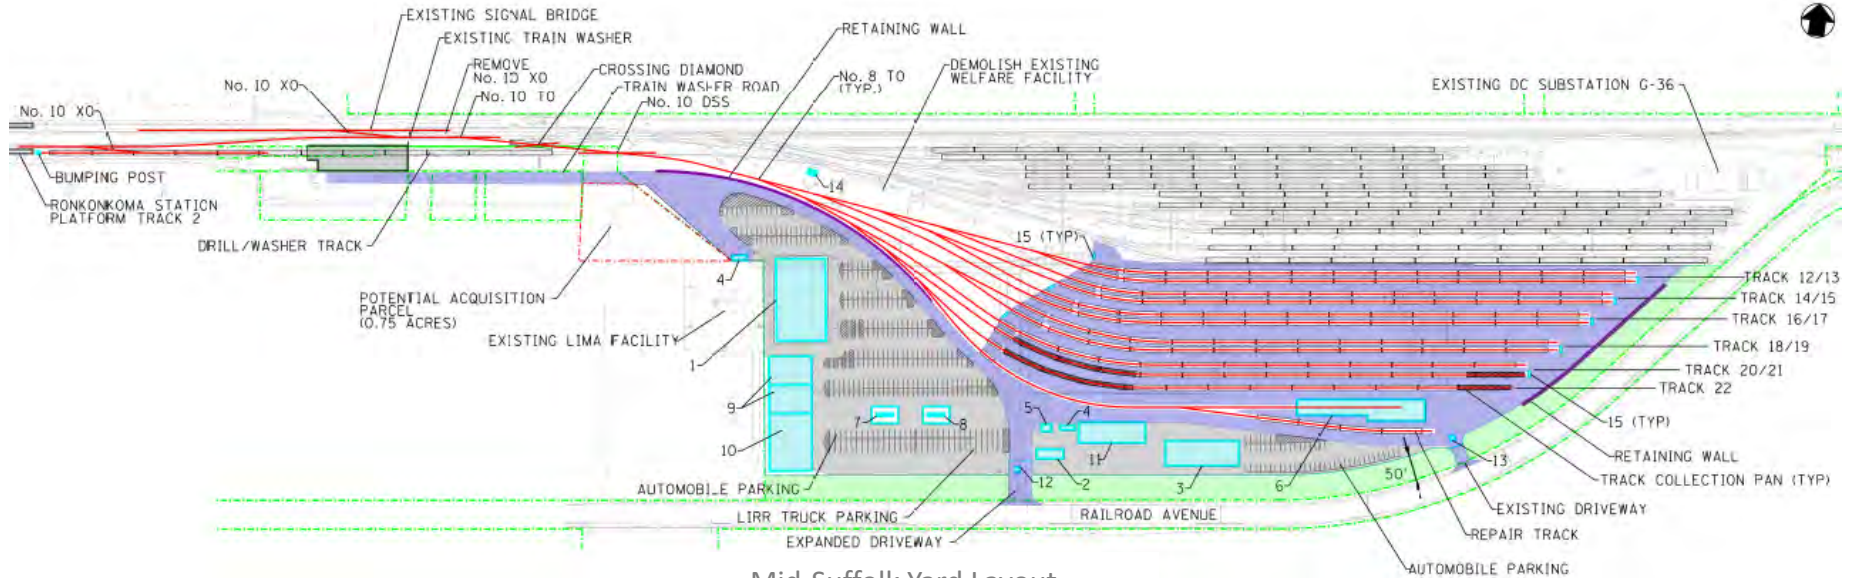 EXISTING SIGNAL BRIDGE
EXISTING TRAIN WASHER
REMOVE
No. 10 XO
No. 10 TO
CROSSING DIAMOND
TRAIN WASHER ROAD
No. 10 DSS
RETAINING WALL
No. 8 TO
(TYP.)
DEMOLISH EXISTING
WELFARE FACILITY
EXISTING DC SUBSTATION G-36
No. 10 XO
No. 10 XO
BUMPING POST
RONKONKOMA STATION
PLATFORM TRACK 2
DRILL/WASHER TRACK
14
15 (TYP)
4
POTENTIAL ACQUISITION
PARCEL
(0.75 ACRES)
EXISTING LIMA FACILITY
1
TRACK 12/13
TRACK 14/15
TRACK 16/17
TRACK 18/19
TRACK 20/21
TRACK 22
9
7
8
5
4
10
11
12
2
3
6
50'
13
15 (TYP)
RETAINING WALL
TRACK COLLECTION PAN (TYP)
EXISTING DRIVEWAY
REPAIR TRACK
AUTOMOBILE PARKING
AUTOMOBILE PARKING
LIRR TRUCK PARKING
RAILROAD AVENUE
EXPANDED DRIVEWAY
Mid-Suffolk Yard Layout